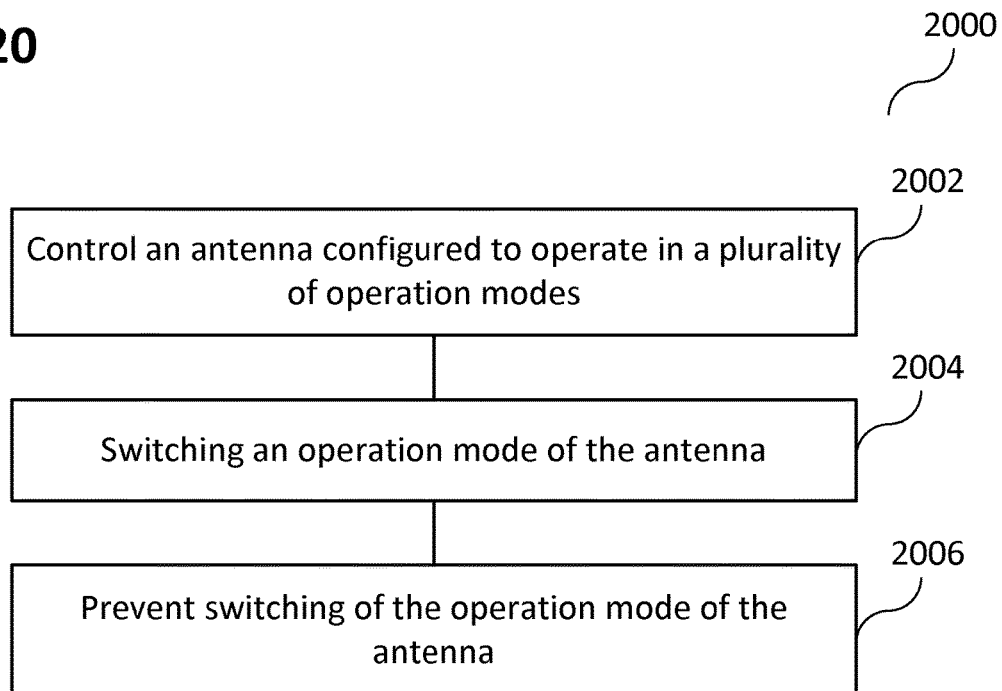 20
2000
2002
Control an antenna configured to operate in a plurality
of operation modes
2004
Switching an operation mode of the antenna
2006
Prevent switching of the operation mode of the
antenna